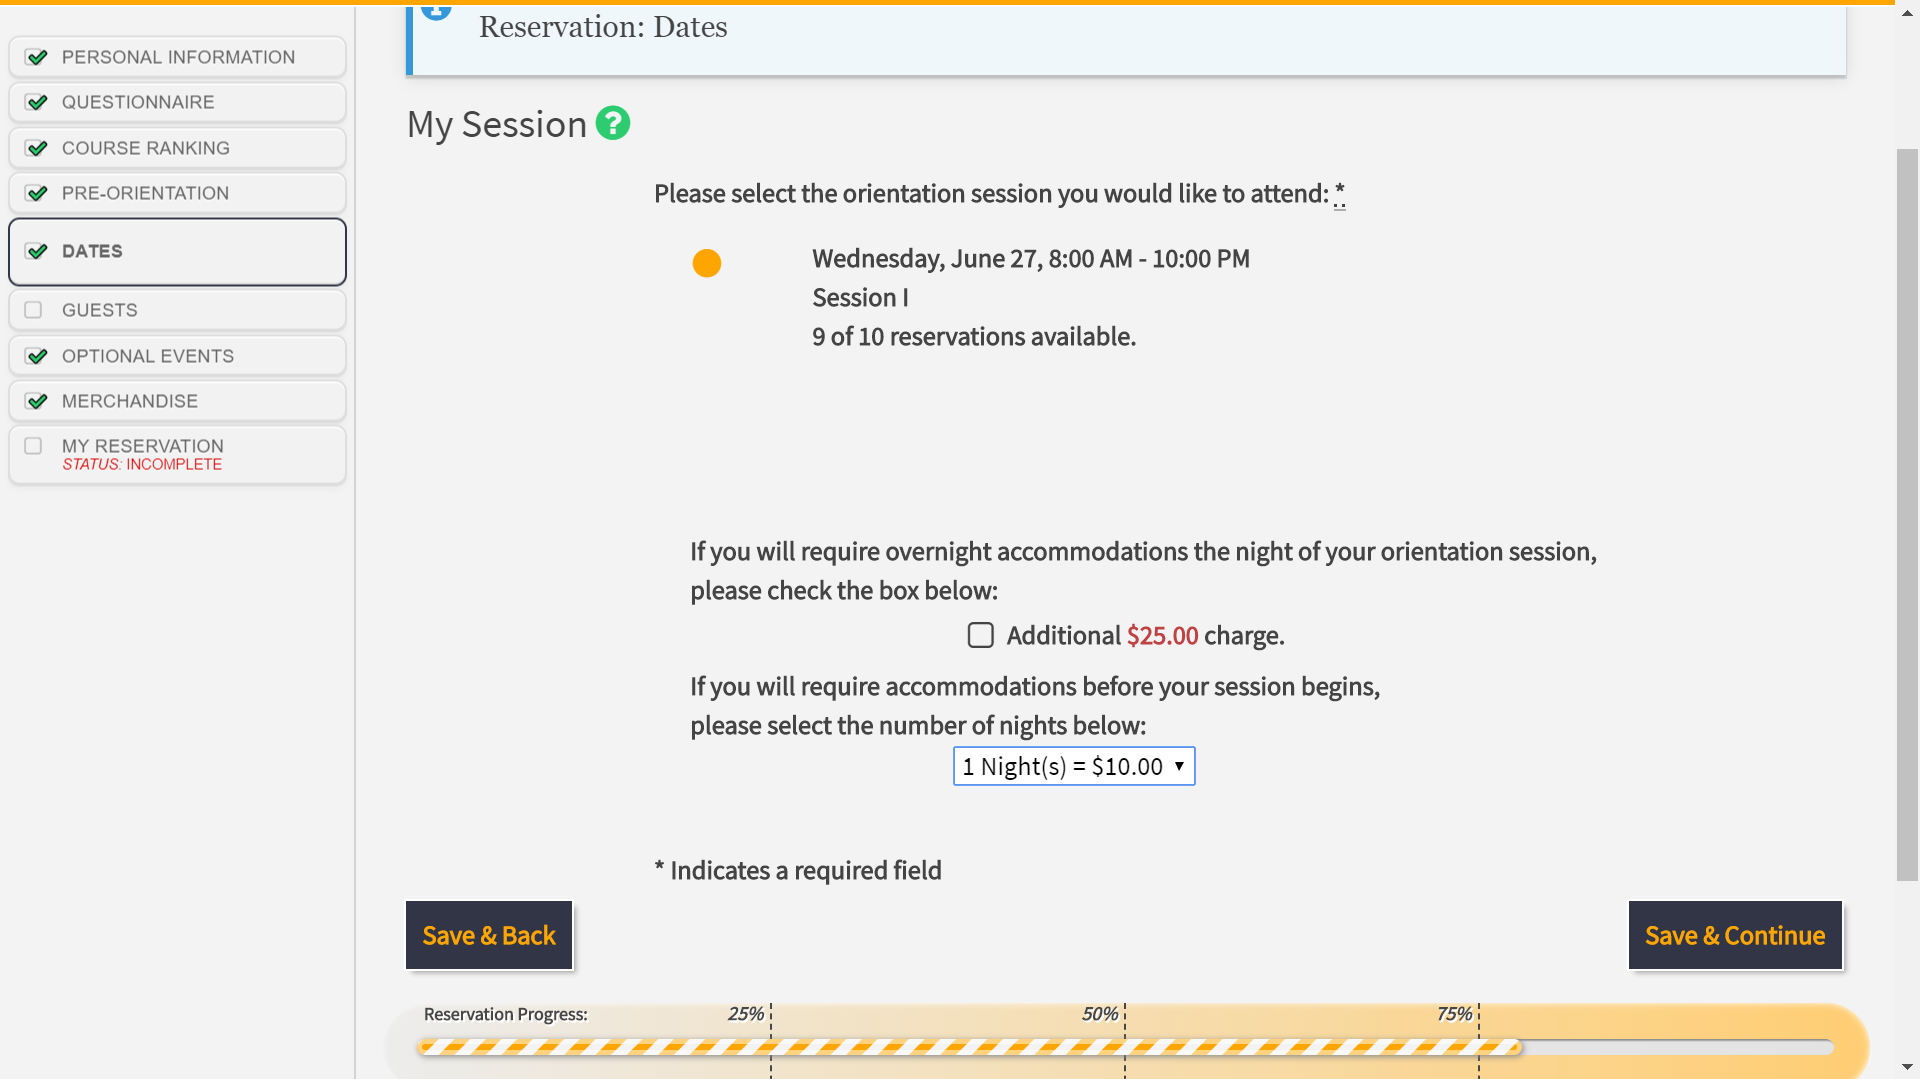 Reservation: Dates
PERSONAL INFORMATION
QUESTIONNAIRE
COURSE RANKING
PRE-ORIENTATION
DATES
GUESTS
OPTIONAL EVENTS
MERCHANDISE
MY RESERVATION
STATUS: INCOMPLETE
My Session ?
Please select the orientation session you would like to attend: *
Wednesday, June 27, 8:00 AM - 10:00 PM
Session I
9 of 10 reservations available.
If you will require overnight accommodations the night of your orientation session,
please check the box below:
Additional $25.00 charge.
If you will require accommodations before your session begins,
please select the number of nights below:
1 Night(s) = $10.00
* Indicates a required field
Save & Back
Save & Continue
Reservation Progress: 25% 50% 75%